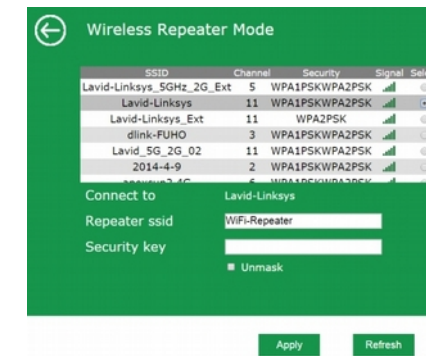 Wireless Repeater Mode
SSID Channel Security Signal Sele
Lavid-Linksys_5GHz_2G_Ext 5 WPA1PSKWPA2PSK
Lavid-Linksys 11 WPA1PSKWPA2PSK
Lavid-Linksys_Ext 11 WPA2PSK
dlink-FUHO 3 WPA1PSKWPA2PSK
Lavid_5G_2G_02 11 WPA1PSKWPA2PSK
2014-4-9 2 WPA1PSKWPA2PSK
Connect to Lavid-Linksys
Repeater ssid WiFi-Repeater
Security key
Unmask
Apply Refresh